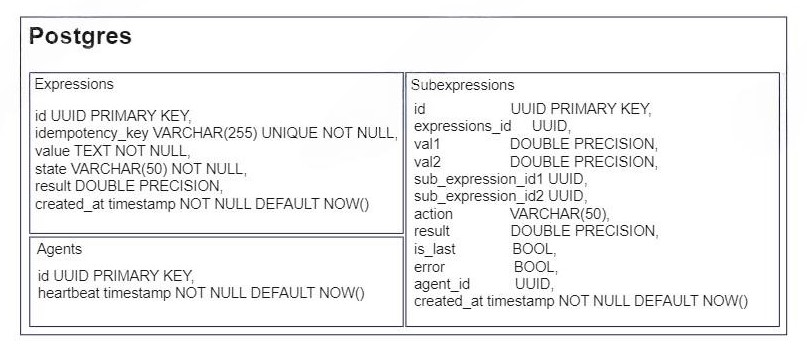 Postgres
Expressions
id UUID PRIMARY KEY,
idempotency_key VARCHAR(255) UNIQUE NOT NULL,
value TEXT NOT NULL,
state VARCHAR(50) NOT NULL,
result DOUBLE PRECISION,
created_at timestamp NOT NULL DEFAULT NOW()
Agents
id UUID PRIMARY KEY,
heartbeat timestamp NOT NULL DEFAULT NOW()
Subexpressions
id UUID PRIMARY KEY,
expressions_id UUID,
val1 DOUBLE PRECISION,
val2 DOUBLE PRECISION,
sub_expression_id1 UUID,
sub_expression_id2 UUID,
action VARCHAR(50),
result DOUBLE PRECISION,
is_last BOOL,
error BOOL,
agent_id UUID,
created_at timestamp NOT NULL DEFAULT NOW()